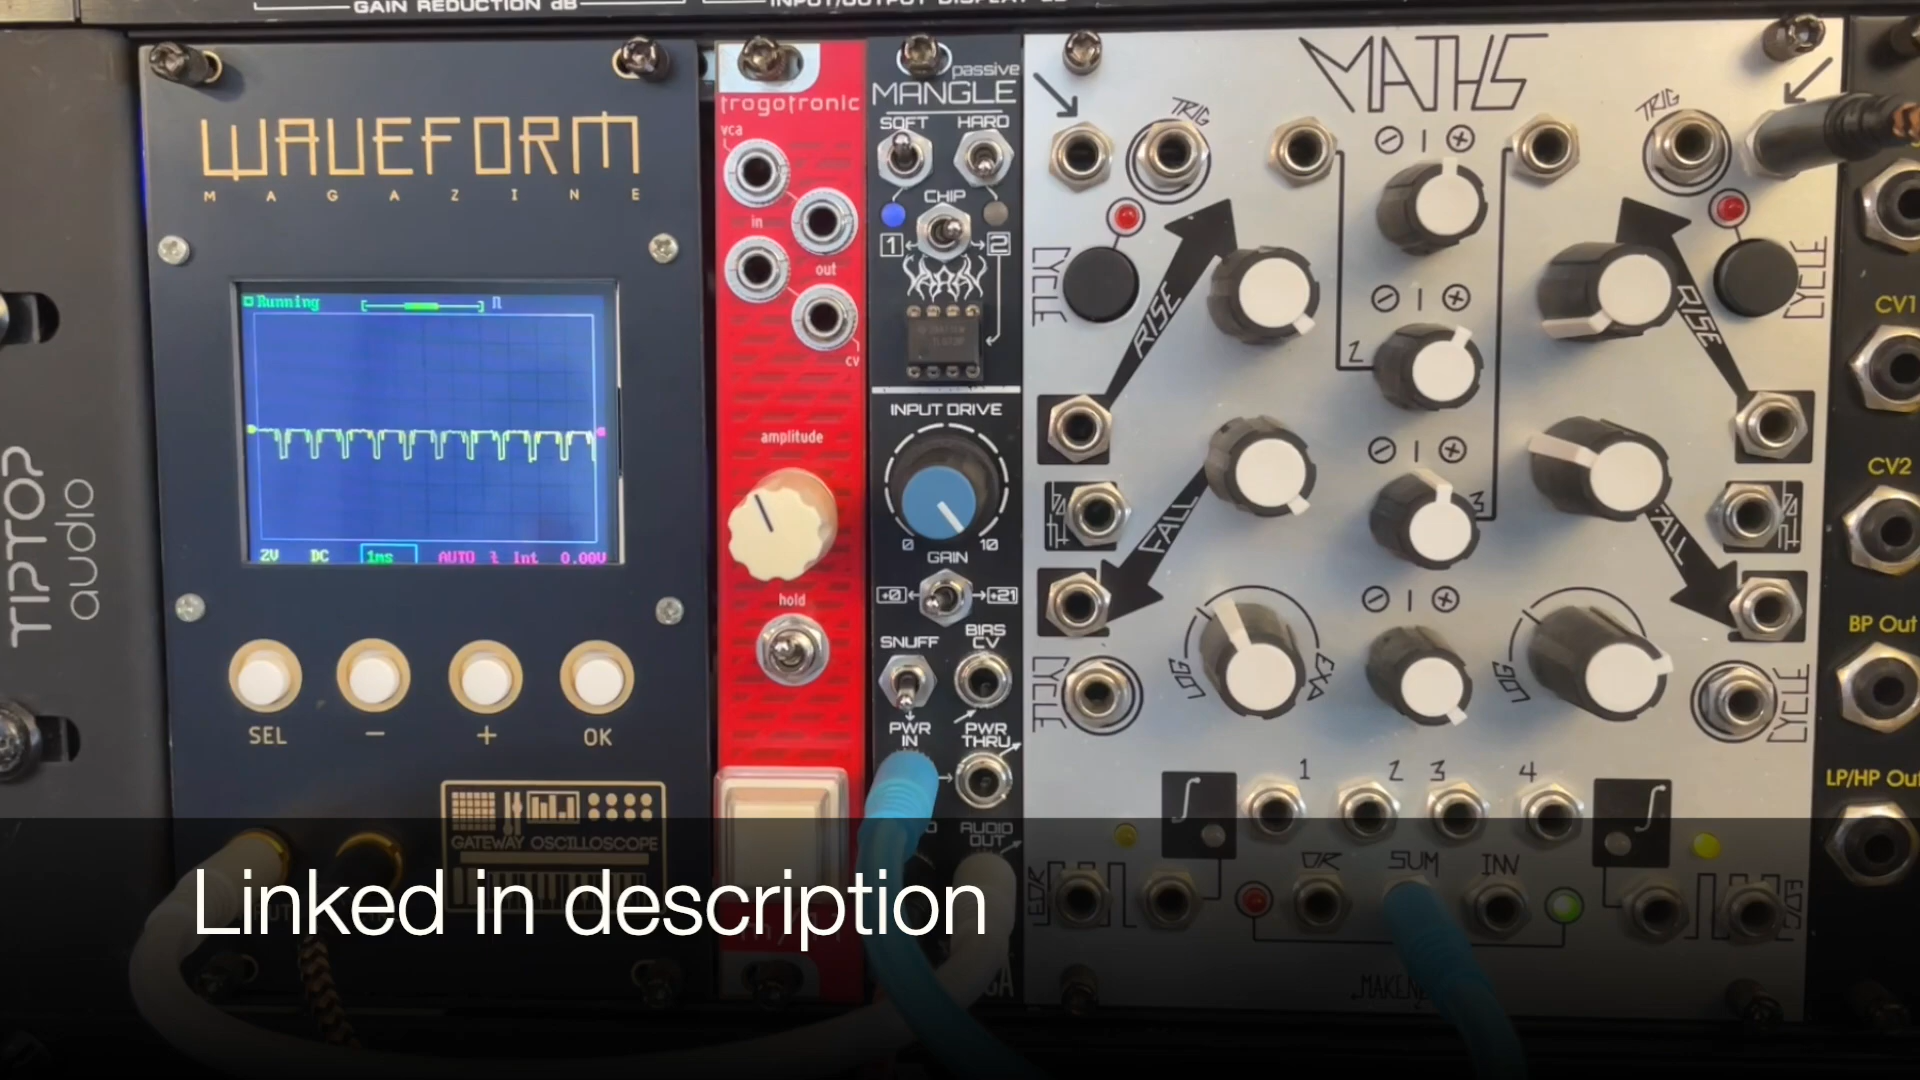 GAIN REDUCTION dB
INPUT/OUTPUT DISPLAY
TIPTOP
audio
WAVEFORM
MAGAZINE
Running
2V DC 1ms AUTO Int 0.00V
SEL
−
+
OK
GATEWAY OSCILLOSCOPE
trogotronic
vca
in
out
cv
amplitude
hold
passive
MANGLE
SOFT HARD
CHIP
1 2
INPUT DRIVE
0 10
GAIN
+0 +21
SNUFF BIAS CV
PWR IN PWR THRU
AUDIO OUT
MATHS
TRIG
TRIG
CYCLE
RISE
RISE
CYCLE
2
3
FALL
FALL
LOG EXP
LOG
CYCLE
CYCLE
1 2 3 4
OR SUM INV
EOR
CV1
CV2
BP Out
LP/HP Out
Linked in description